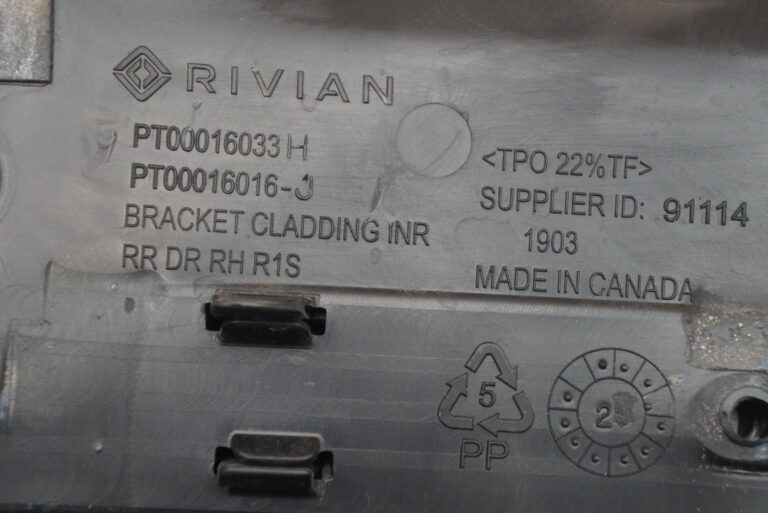 RIVIAN
PT00016033 H
PT00016016-J
BRACKET CLADDING INR
RR DR RH R1S
<TPO 22%TF>
SUPPLIER ID: 91114
1903
MADE IN CANADA
5
PP
2